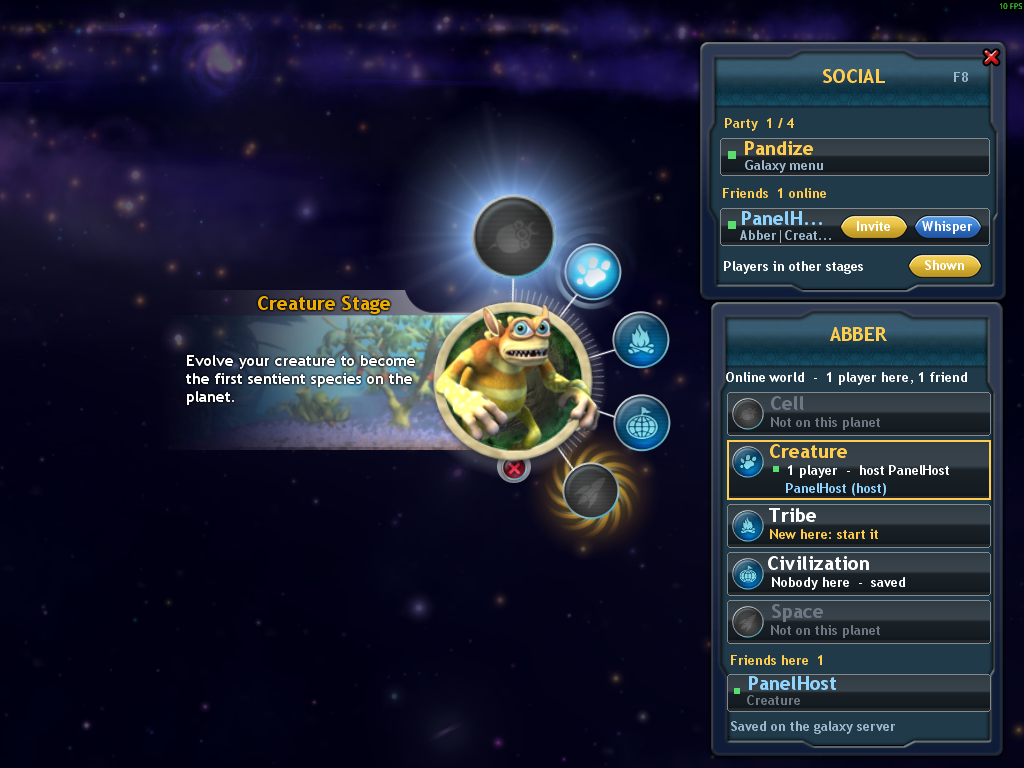 10 FPS
SOCIAL
F8
Party 1 / 4
Pandize
Galaxy menu
Friends 1 online
PanelH...
Abber|Creat...
Invite
Whisper
Players in other stages
Shown
Creature Stage
Evolve your creature to become
the first sentient species on the
planet.
ABBER
Online world - 1 player here, 1 friend
Cell
Not on this planet
Creature
1 player - host PanelHost
PanelHost (host)
Tribe
New here: start it
Civilization
Nobody here - saved
Space
Not on this planet
Friends here 1
PanelHost
Creature
Saved on the galaxy server